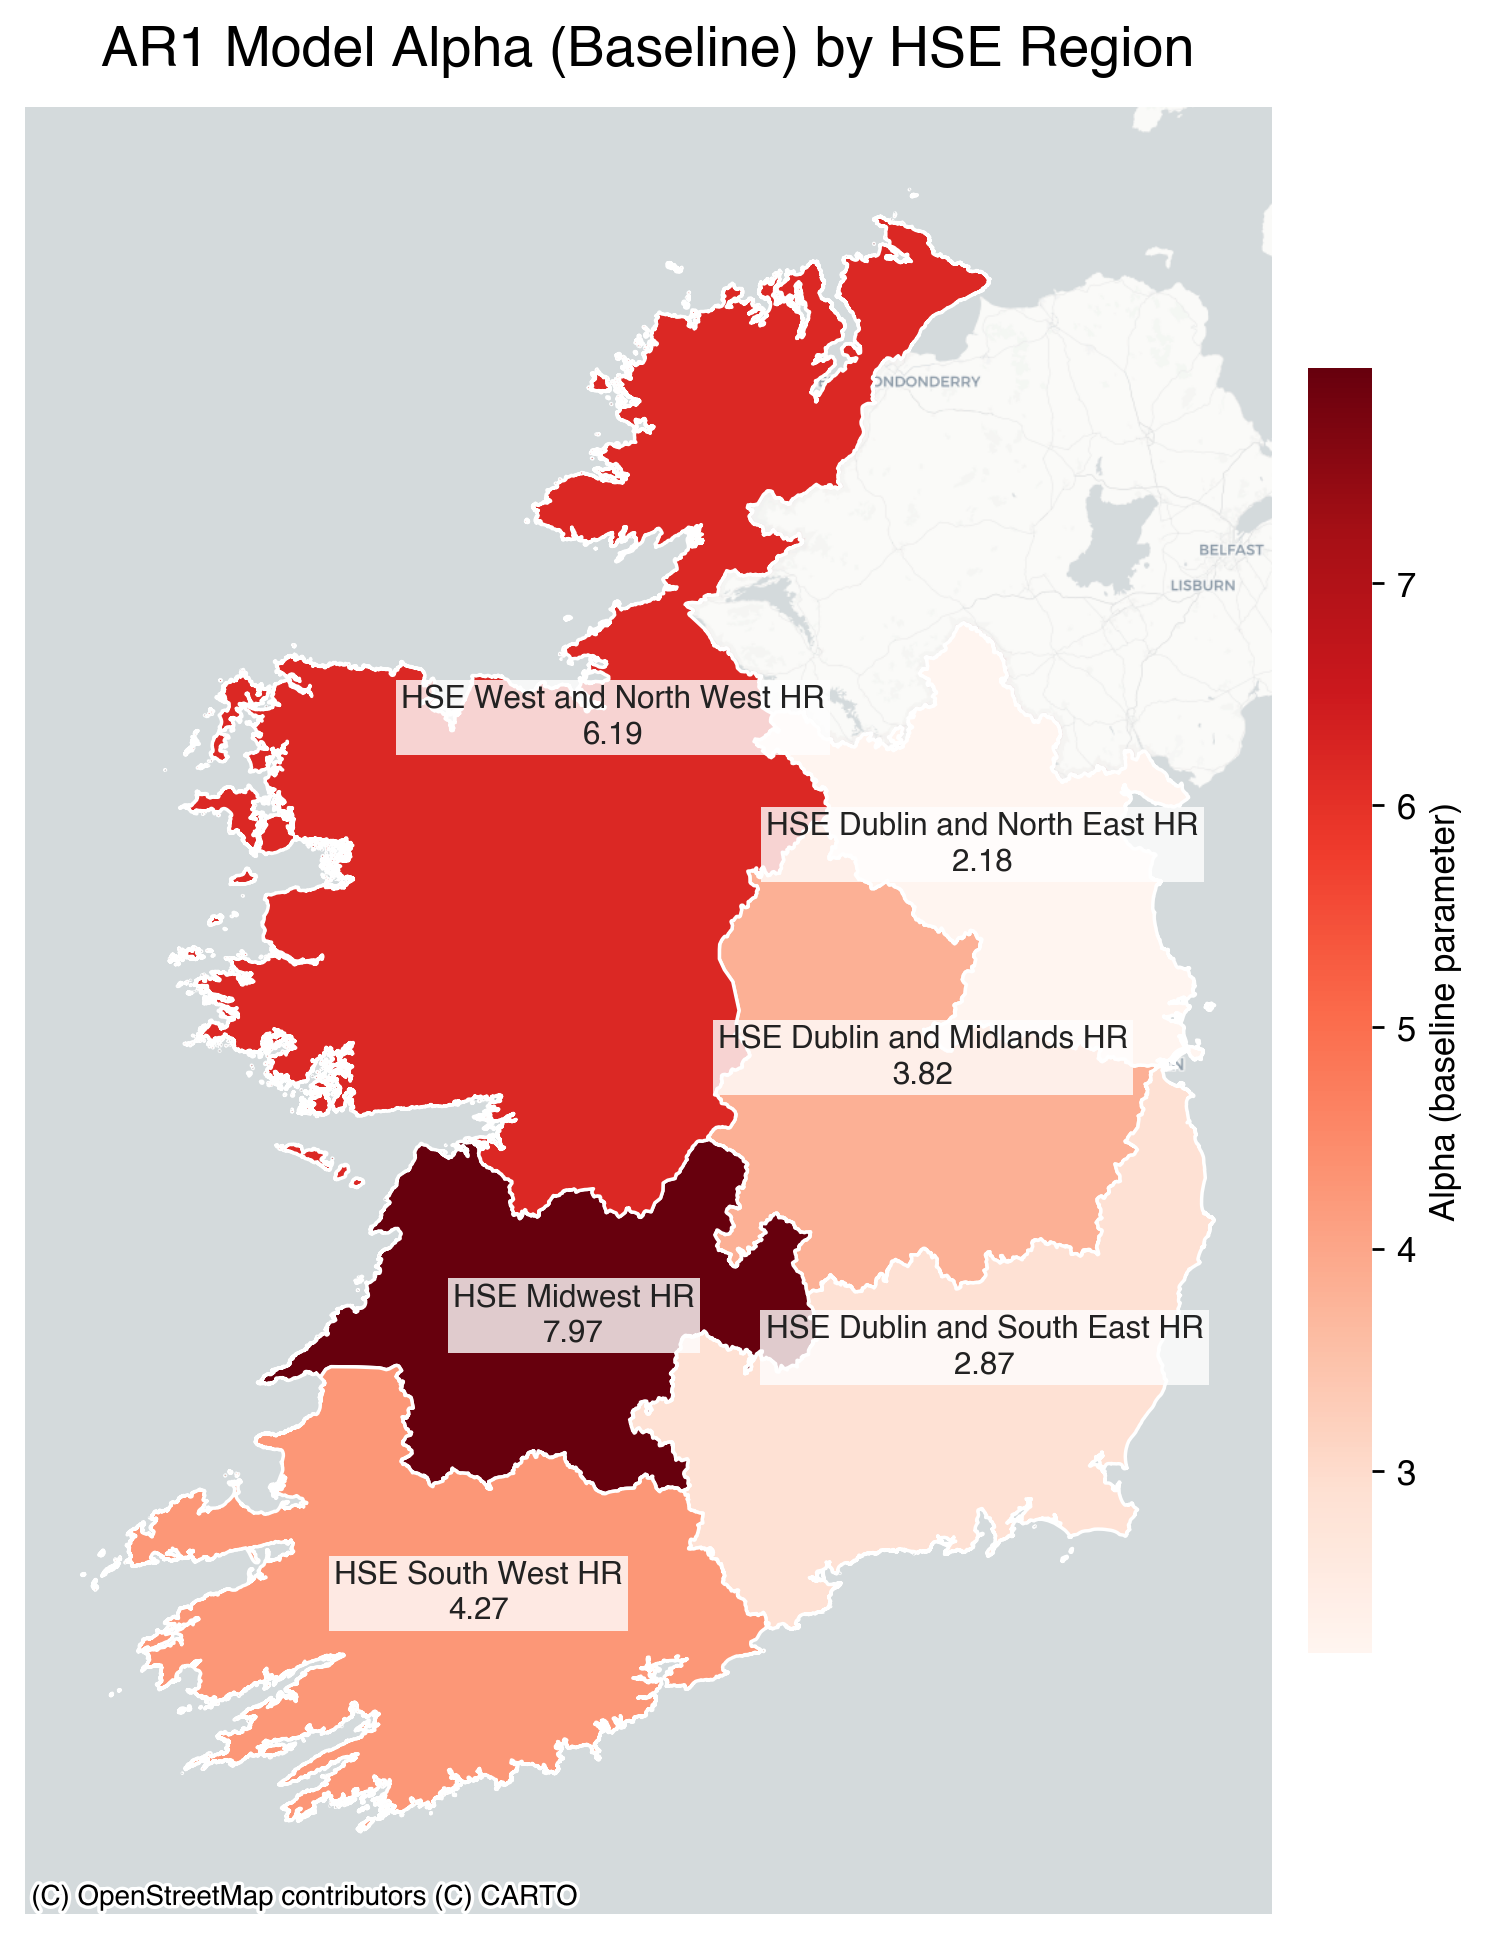 AR1 Model Alpha (Baseline) by HSE Region
ONDONDERRY
BELFAST
LISBURN
HSE West and North West HR
6.19
HSE Dublin and North East HR
2.18
HSE Dublin and Midlands HR
3.82
N
HSE Midwest HR
7.97
HSE Dublin and South East HR
2.87
HSE South West HR
4.27
7
6
5
4
3
Alpha (baseline parameter)
(C) OpenStreetMap contributors (C) CARTO